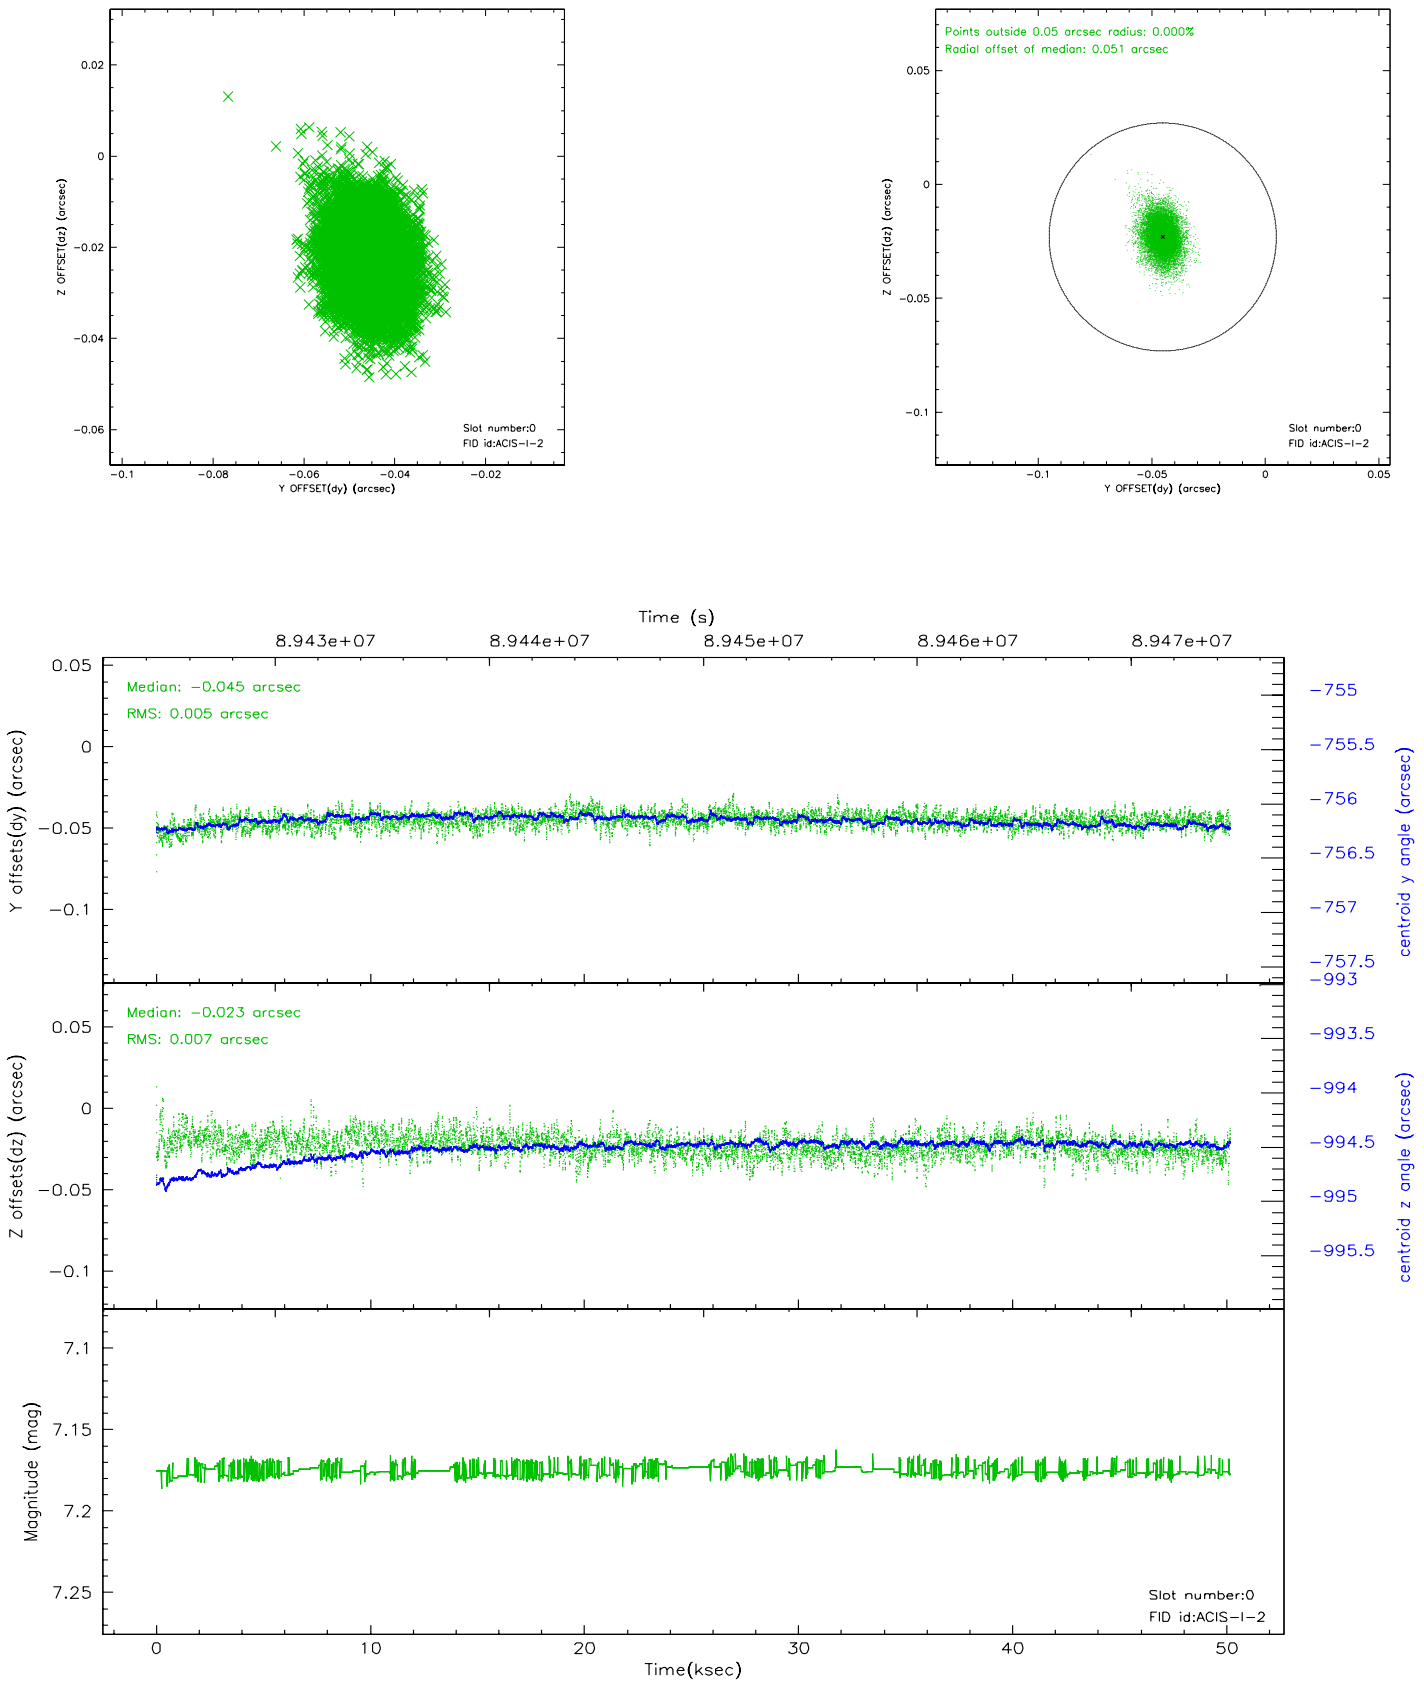 0.02
0
-0.02
-0.04
-0.06
Z OFFSET(dz) (arcsec)
Slot number:0
FID id:ACIS-I-2
-0.1
-0.08
-0.06
-0.04
-0.02
Y OFFSET(dy) (arcsec)
Points outside 0.05 arcsec radius: 0.000%
Radial offset of median: 0.051 arcsec
0.05
0
-0.05
-0.1
Z OFFSET(dz) (arcsec)
Slot number:0
FID id:ACIS-I-2
-0.1
-0.05
0
0.05
Y OFFSET(dy) (arcsec)
Time (s)
8.943e+07
8.944e+07
8.945e+07
8.946e+07
8.947e+07
Median: -0.045 arcsec
RMS: 0.005 arcsec
0.05
0
-0.05
-0.1
Y offsets(dy) (arcsec)
-755
-755.5
-756
-756.5
-757
-757.5
centroid y angle (arcsec)
Median: -0.023 arcsec
RMS: 0.007 arcsec
0.05
0
-0.05
-0.1
Z offsets(dz) (arcsec)
-993
-993.5
-994
-994.5
-995
-995.5
centroid z angle (arcsec)
7.1
7.15
7.2
7.25
Magnitude (mag)
Slot number:0
FID id:ACIS-I-2
0
10
20
30
40
50
Time(ksec)